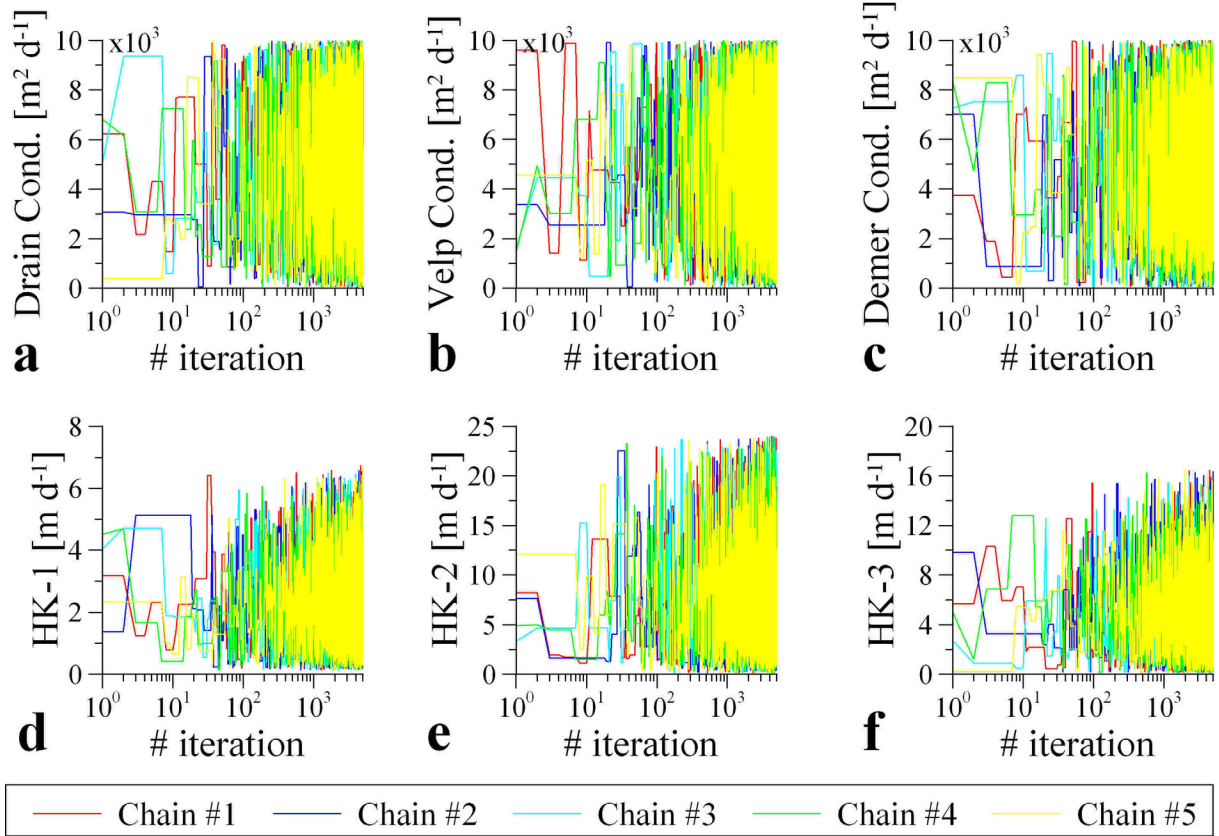 Drain Cond. [m² d⁻¹]
x10³
10
8
6
4
2
0
10⁰ 10¹ 10² 10³
# iteration
a
Velp Cond. [m² d⁻¹]
x10³
10
8
6
4
2
0
10⁰ 10¹ 10² 10³
# iteration
b
Demer Cond. [m² d⁻¹]
x10³
10
8
6
4
2
0
10⁰ 10¹ 10² 10³
# iteration
c
HK-1 [m d⁻¹]
8
6
4
2
0
10⁰ 10¹ 10² 10³
# iteration
d
HK-2 [m d⁻¹]
25
20
15
10
5
0
10⁰ 10¹ 10² 10³
# iteration
e
HK-3 [m d⁻¹]
20
16
12
8
4
0
10⁰ 10¹ 10² 10³
# iteration
f
Chain #1 Chain #2 Chain #3 Chain #4 Chain #5